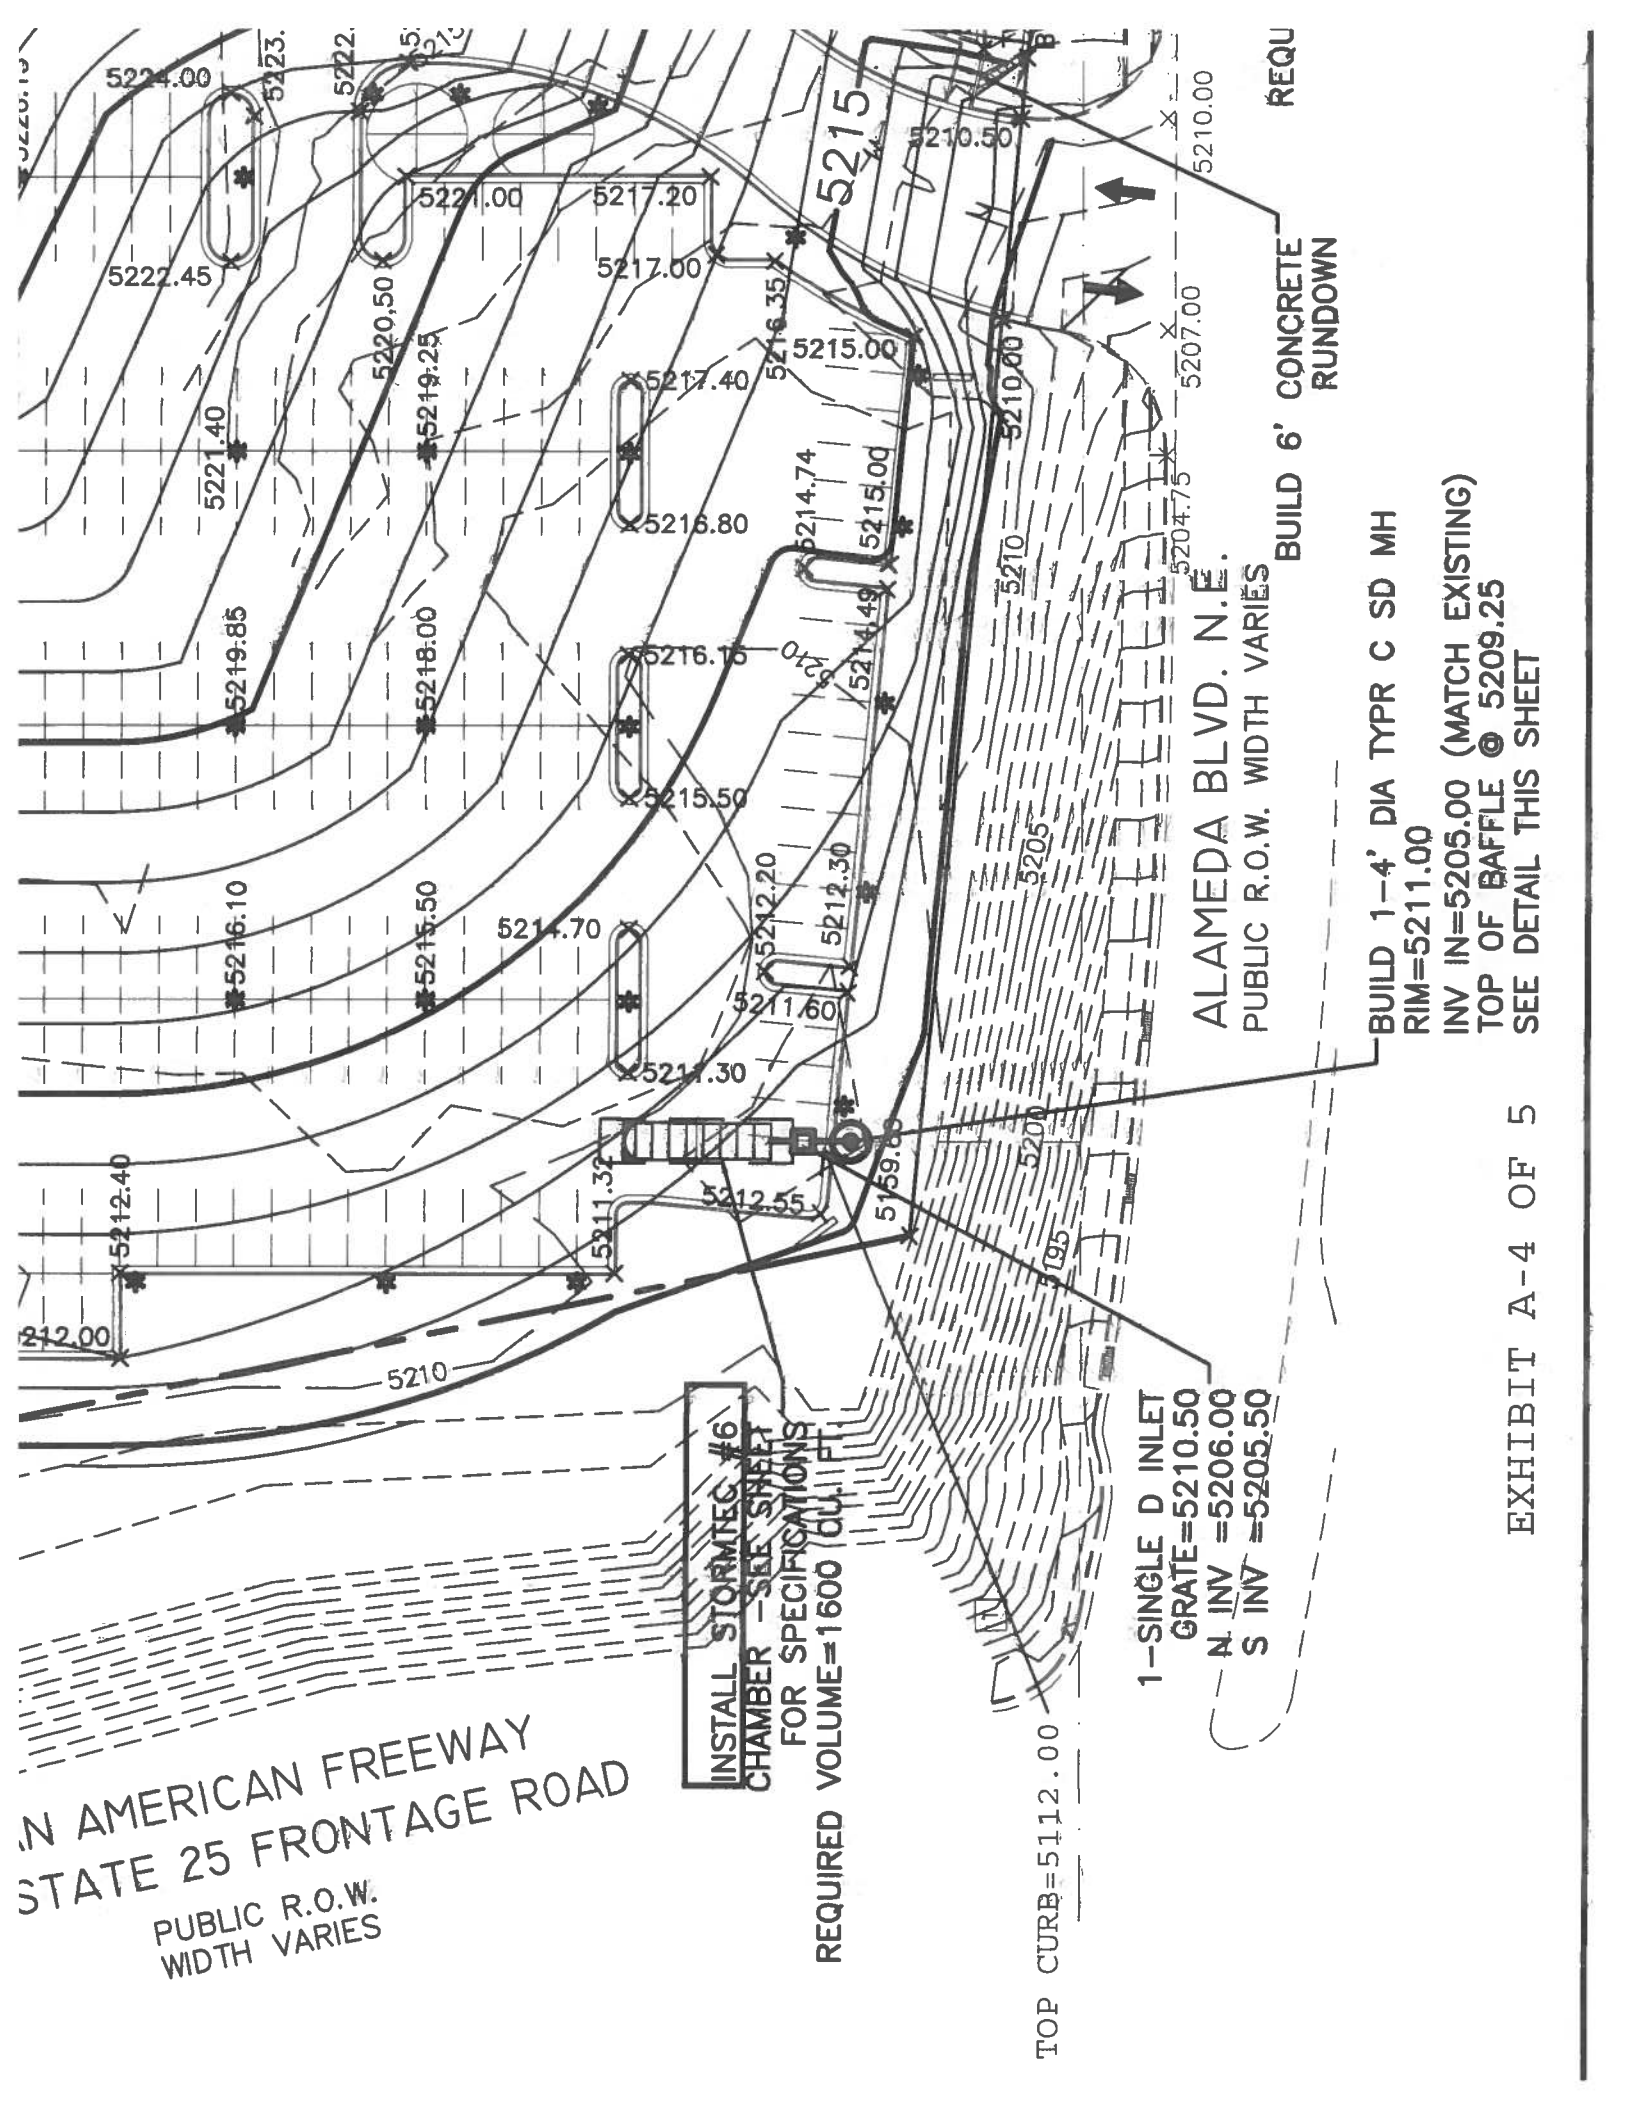 5224.00
5223.
5222.
5222.45
5221.00
5217.20
5217.00
5220.50
5219.25
5221.40
5216.35
5215
5210.50
5210.00
REQU
B
5215.00
5217.40
5216.80
5214.74
5215.00
5210.00
5207.00
5204.75
5210
BUILD 6' CONCRETE
RUNDOWN
5219.85
5218.00
5216.15
5215.50
5210
5214.49
5216.10
5215.50
5214.70
5212.20
5212.30
5211.60
5211.30
5205
5200
5195
ALAMEDA BLVD. N.E.
PUBLIC R.O.W. WIDTH VARIES
BUILD 1-4' DIA TYPR C SD MH
RIM=5211.00
INV IN=5205.00 (MATCH EXISTING)
TOP OF BAFFLE @ 5209.25
SEE DETAIL THIS SHEET
5212.40
5211.32
5212.55
212.00
5210
INSTALL STORMTEC #6
CHAMBER -SEE SHEET
FOR SPECIFICATIONS
REQUIRED VOLUME=1600 QU. FT.
1-SINGLE D INLET
GRATE=5210.50
N INV =5206.00
S INV =5205.50
TOP CURB=5112.00
AN AMERICAN FREEWAY
STATE 25 FRONTAGE ROAD
PUBLIC R.O.W.
WIDTH VARIES
EXHIBIT A-4 OF 5